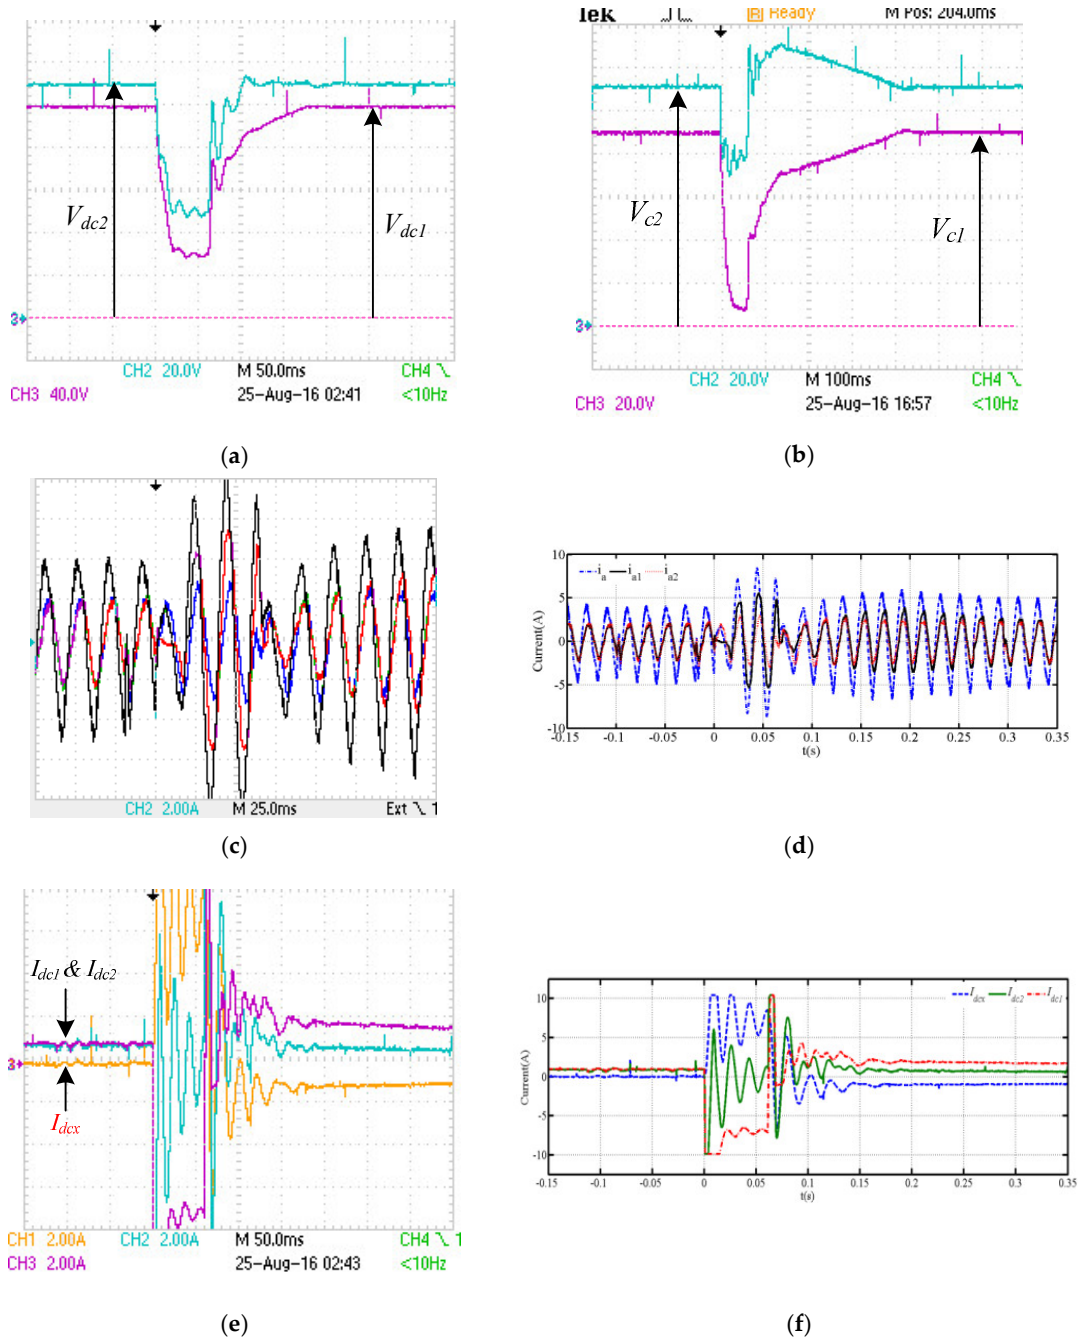 V_dc2
V_dc1
3
CH2 20.0V M 50.0ms CH4
CH3 40.0V 25-Aug-16 02:41 <10Hz
(a)
Tek R Ready M Pos: 204.0ms
V_c2
V_c1
3
CH2 20.0V M 100ms CH4
CH3 20.0V 25-Aug-16 16:57 <10Hz
(b)
CH2 2.00A M 25.0ms Ext 1
(c)
10
5
0
-5
-10
Current(A)
i_a i_a1 i_a2
-0.15 -0.1 -0.05 0 0.05 0.1 0.15 0.2 0.25 0.3 0.35
t(s)
(d)
I_dc1 & I_dc2
3
I_dcx
CH1 2.00A CH2 2.00A M 50.0ms CH4 1
CH3 2.00A 25-Aug-16 02:43 <10Hz
(e)
10
5
0
-5
-10
Current(A)
I_dcx I_dc2 I_dc1
-0.15 -0.1 -0.05 0 0.05 0.1 0.15 0.2 0.25 0.3 0.35
t(s)
(f)